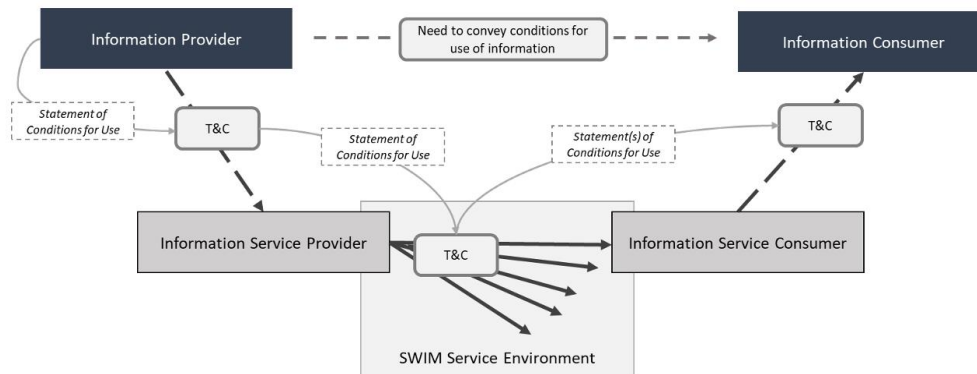 Information Provider
Need to convey conditions for
use of information
Information Consumer
Statement of
Conditions for Use
T&C
Statement of
Conditions for Use
Statement(s) of
Conditions for Use
T&C
Information Service Provider
T&C
Information Service Consumer
SWIM Service Environment